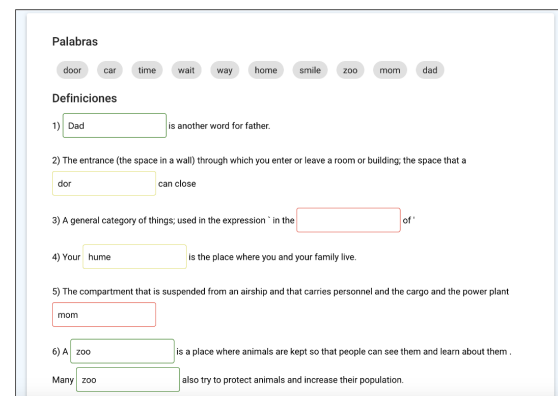 Palabras
door car time wait way home smile zoo mom dad
Definiciones
1) Dad is another word for father.
2) The entrance (the space in a wall) through which you enter or leave a room or building; the space that a
dor can close
3) A general category of things; used in the expression ` in the of '
4) Your hume is the place where you and your family live.
5) The compartment that is suspended from an airship and that carries personnel and the cargo and the power plant
mom
6) A zoo is a place where animals are kept so that people can see them and learn about them .
Many zoo also try to protect animals and increase their population.